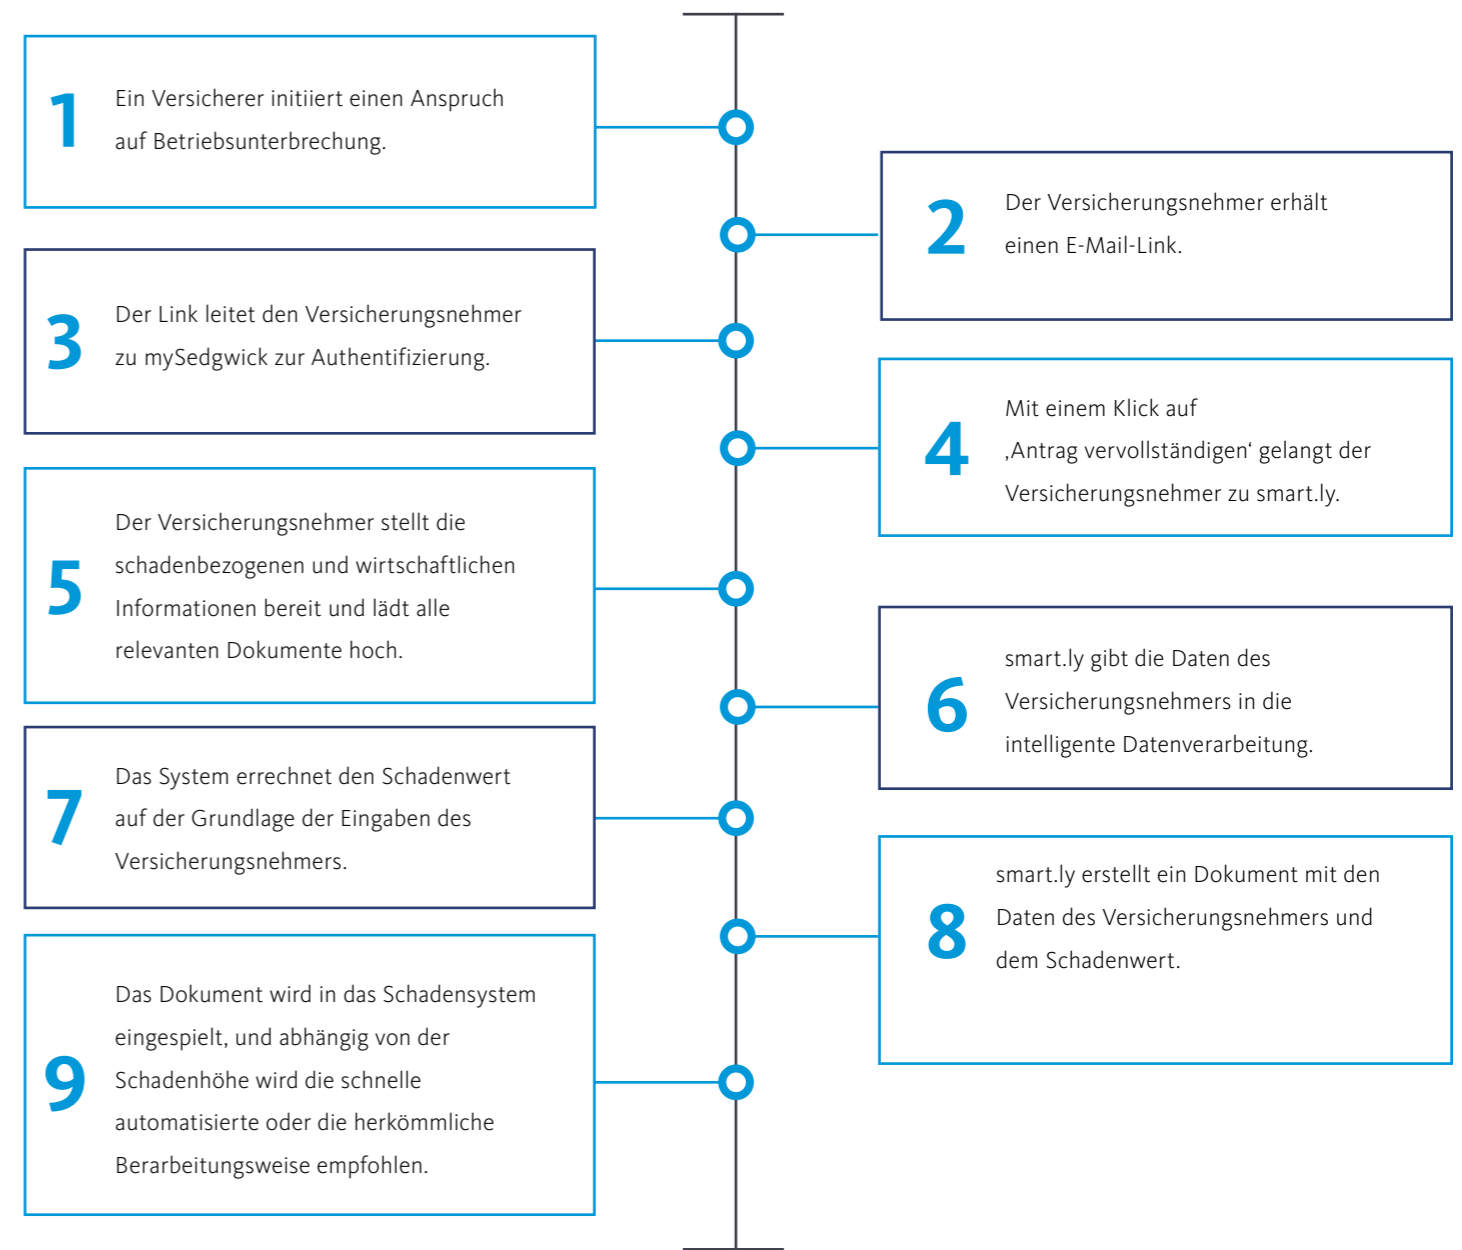 1
Ein Versicherer initiiert einen Anspruch
auf Betriebsunterbrechung.
2
Der Versicherungsnehmer erhält
einen E-Mail-Link.
3
Der Link leitet den Versicherungsnehmer
zu mySedgwick zur Authentifizierung.
4
Mit einem Klick auf
‚Antrag vervollständigen‘ gelangt der
Versicherungsnehmer zu smart.ly.
5
Der Versicherungsnehmer stellt die
schadenbezogenen und wirtschaftlichen
Informationen bereit und lädt alle
relevanten Dokumente hoch.
6
smart.ly gibt die Daten des
Versicherungsnehmers in die
intelligente Datenverarbeitung.
7
Das System errechnet den Schadenwert
auf der Grundlage der Eingaben des
Versicherungsnehmers.
8
smart.ly erstellt ein Dokument mit den
Daten des Versicherungsnehmers und
dem Schadenwert.
9
Das Dokument wird in das Schadensystem
eingespielt, und abhängig von der
Schadenhöhe wird die schnelle
automatisierte oder die herkömmliche
Berarbeitungsweise empfohlen.